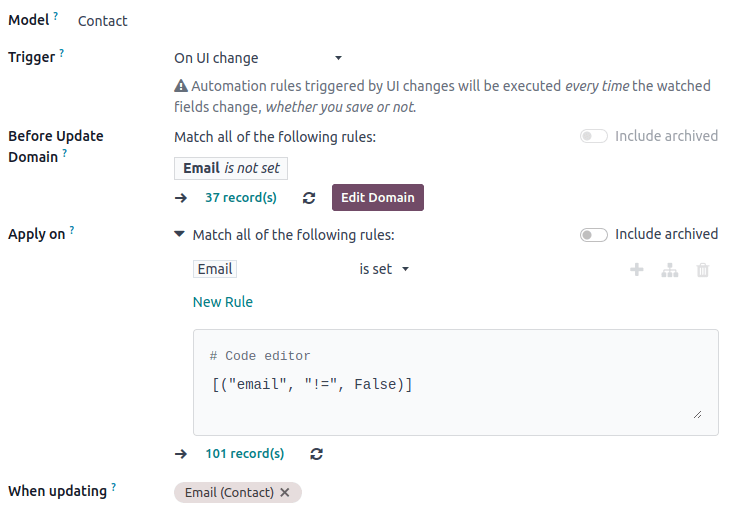 Model ? Contact
Trigger ? On UI change
Automation rules triggered by UI changes will be executed every time the watched
fields change, whether you save or not.
Before Update
Domain ?
Match all of the following rules:
Include archived
Email is not set
37 record(s)
Edit Domain
Apply on ?
Match all of the following rules:
Include archived
Email
is set
New Rule
# Code editor
[("email", "!=", False)]
101 record(s)
When updating ? Email (Contact)